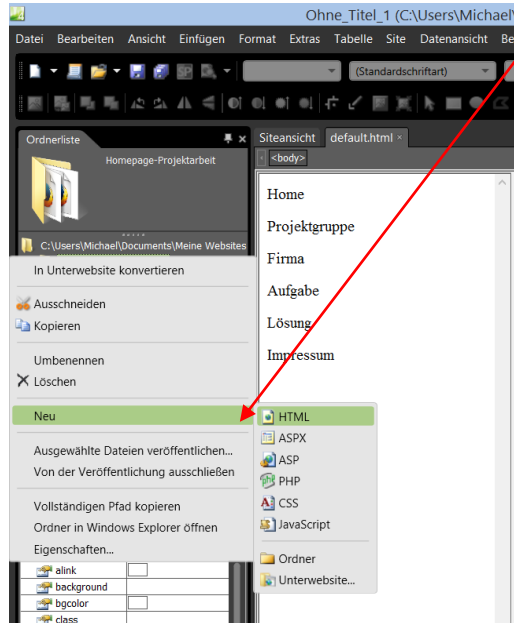 Ohne_Titel_1 (C:\Users\Michael\
Datei Bearbeiten Ansicht Einfügen Format Extras Tabelle Site Datenansicht Be
(Standardschriftart)
Ordnerliste
Siteansicht default.html ×
Homepage-Projektarbeit
<body>
C:\Users\Michael\Documents\Meine Websites
Home
Projektgruppe
Firma
Aufgabe
Lösung
Impressum
In Unterwebsite konvertieren
Ausschneiden
Kopieren
Umbenennen
Löschen
Neu
Ausgewählte Dateien veröffentlichen...
Von der Veröffentlichung ausschließen
Vollständigen Pfad kopieren
Ordner in Windows Explorer öffnen
Eigenschaften...
HTML
ASPX
ASP
PHP
CSS
JavaScript
Ordner
Unterwebsite...
alink
background
bgcolor
class